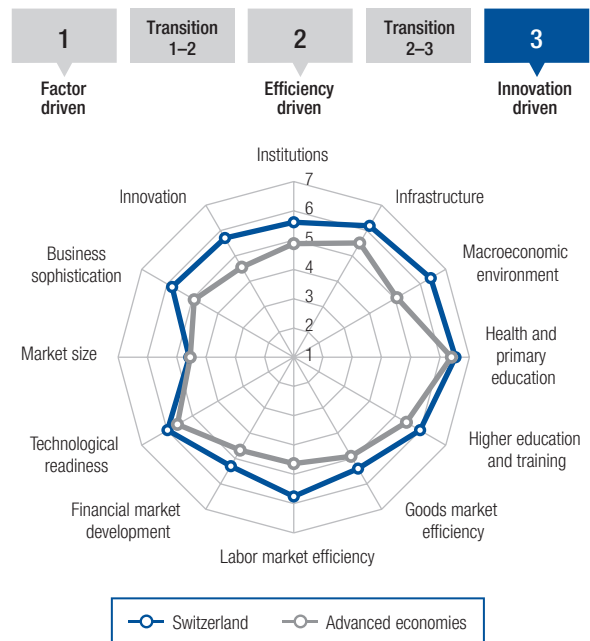 1
Transition
1–2
2
Transition
2–3
3
Factor
driven
Efficiency
driven
Innovation
driven
Institutions
7
Innovation
Infrastructure
6
5
Business
sophistication
Macroeconomic
environment
4
3
2
Market size
1
Health and
primary
education
Technological
readiness
Higher education
and training
Financial market
development
Goods market
efficiency
Labor market efficiency
Switzerland
Advanced economies